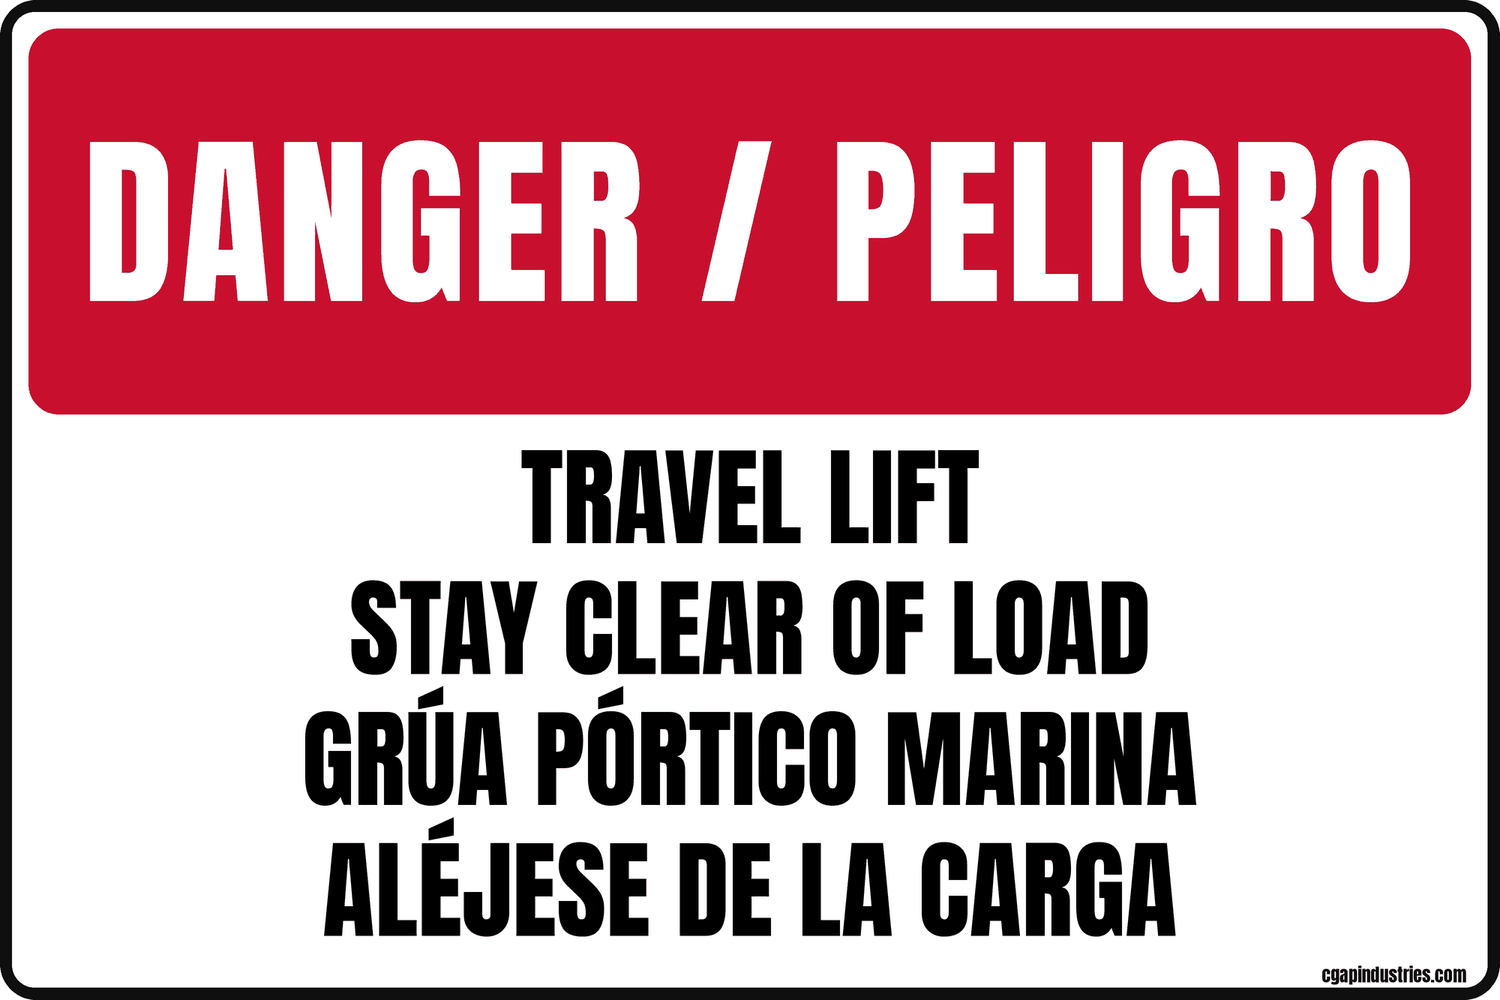 DANGER / PELIGRO
TRAVEL LIFT
STAY CLEAR OF LOAD
GRÚA PÓRTICO MARINA
ALÉJESE DE LA CARGA
cgapindustries.com